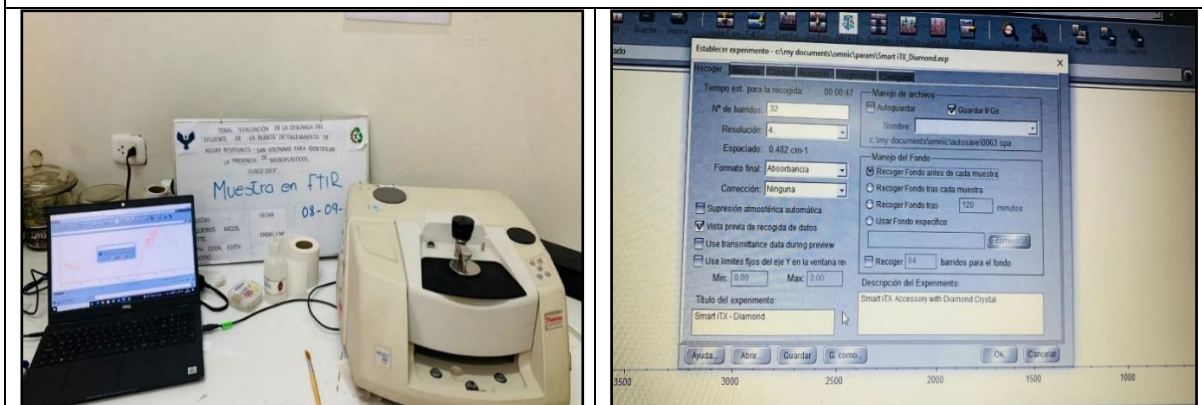 TEMA: "EVALUACIÓN DE LA DESCARGA DEL
EFLUENTE DE LA PLANTA DE TRATAMIENTO DE
AGUAS RESIDUALES - SAN JERONIMO PARA IDENTIFICAR
LA PRESENCIA DE MICROPLASTICOS,
Muestra en FTIR
FECHA
08-09-
Thermo
DELL
Guardar
Establecer experimento - c:\my documents\omnic\param\Smart iTX_Diamond.exp
Recoger
Tiempo est. para la recogida: 00:00:47
Nº de barridos: 32
Resolución: 4
Espaciado: 0.482 cm-1
Formato final: Absorbancia
Corrección: Ninguna
Supresión atmosférica automática
Vista previa de recogida de datos
Use transmittance data during preview
Use limites fijos del eje Y en la ventana re
Min: 0.00 Max: 2.00
Título del experimento:
Smart iTX - Diamond
Manejo de archivos
Autoguardar Guardar IFGs
Nombre:
c:\my documents\omnic\autosave\0063.spa
Manejo del Fondo
Recoger Fondo antes de cada muestra
Recoger Fondo tras cada muestra
Recoger Fondo tras 120 minutos
Usar Fondo específico:
Recoger 64 barridos para el fondo
Descripción del Experimento:
Smart iTX Accessory with Diamond Crystal
Ayuda... Abrir... Guardar G. como... OK Cancelar
3500 3000 2500 2000 1500 1000